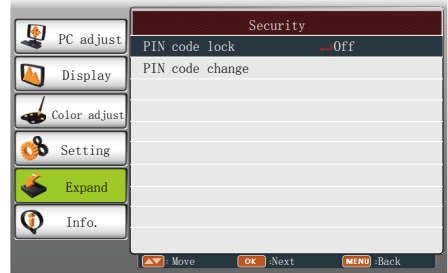 PC adjust
Display
Color adjust
Setting
Expand
Info.
Security
PIN code lock Off
PIN code change
: Move OK :Next MENU :Back